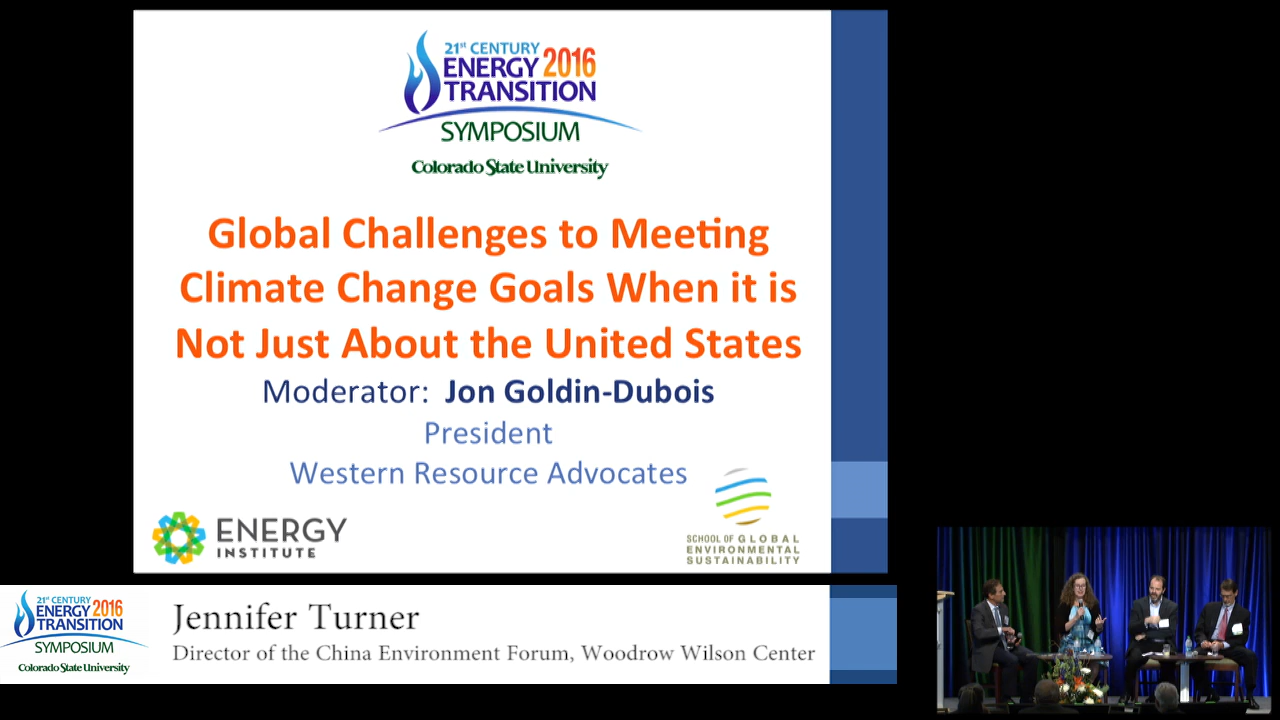 21st CENTURY
ENERGY 2016
TRANSITION
SYMPOSIUM
Colorado State University
Global Challenges to Meeting
Climate Change Goals When it is
Not Just About the United States
Moderator: Jon Goldin-Dubois
President
Western Resource Advocates
ENERGY
INSTITUTE
SCHOOL OF GLOBAL
ENVIRONMENTAL
SUSTAINABILITY
21st CENTURY
ENERGY 2016
TRANSITION
SYMPOSIUM
Colorado State University
Jennifer Turner
Director of the China Environment Forum, Woodrow Wilson Center